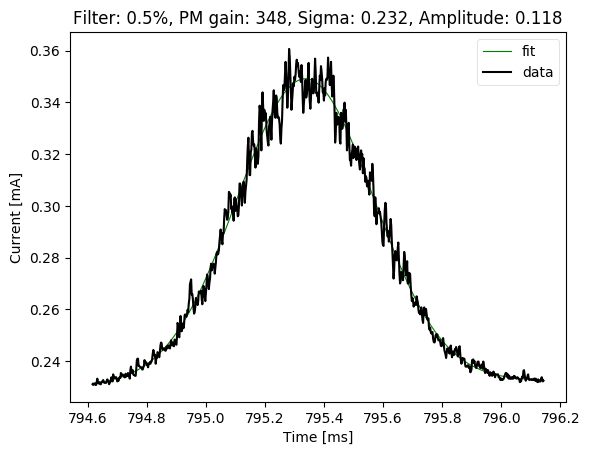 Filter: 0.5%, PM gain: 348, Sigma: 0.232, Amplitude: 0.118
fit
data
Current [mA]
0.36
0.34
0.32
0.30
0.28
0.26
0.24
794.6 794.8 795.0 795.2 795.4 795.6 795.8 796.0 796.2
Time [ms]